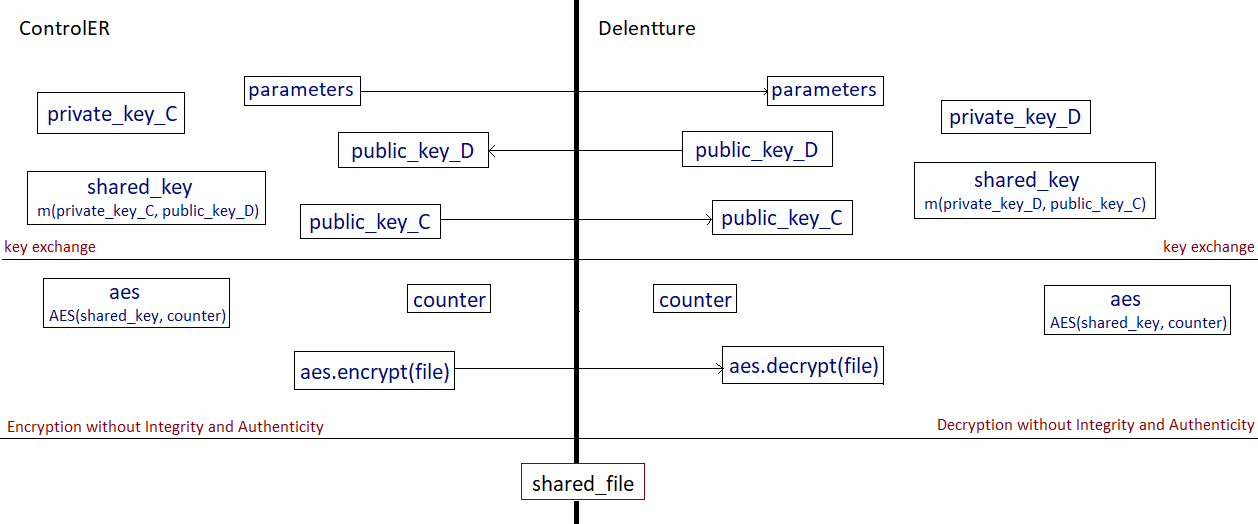 ControlER
Delentture
parameters
parameters
private_key_C
private_key_D
public_key_D
public_key_D
shared_key
m(private_key_C, public_key_D)
shared_key
m(private_key_D, public_key_C)
public_key_C
public_key_C
key exchange
key exchange
aes
AES(shared_key, counter)
counter
counter
aes
AES(shared_key, counter)
aes.encrypt(file)
aes.decrypt(file)
Encryption without Integrity and Authenticity
Decryption without Integrity and Authenticity
shared_file